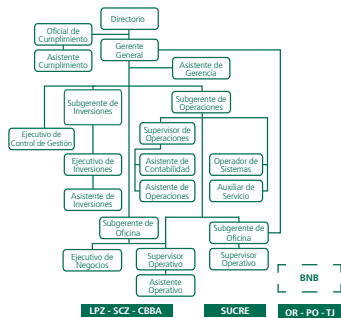 Directorio
Oficial de
Cumplimiento
Gerente
General
Asistente
Cumplimiento
Asistente de
Gerencia
Subgerente de
Inversiones
Subgerente de
Operaciones
Ejecutivo de
Control de Gestión
Supervisor de
Operaciones
Ejecutivo de
Inversiones
Asistente de
Contabilidad
Operador de
Sistemas
Asistente de
Inversiones
Asistente de
Operaciones
Auxiliar de
Servicio
Subgerente de
Oficina
Subgerente de
Oficina
Ejecutivo de
Negocios
Supervisor
Operativo
Supervisor
Operativo
Asistente
Operativo
BNB
LPZ - SCZ - CBBA
SUCRE
OR - PO - TJ